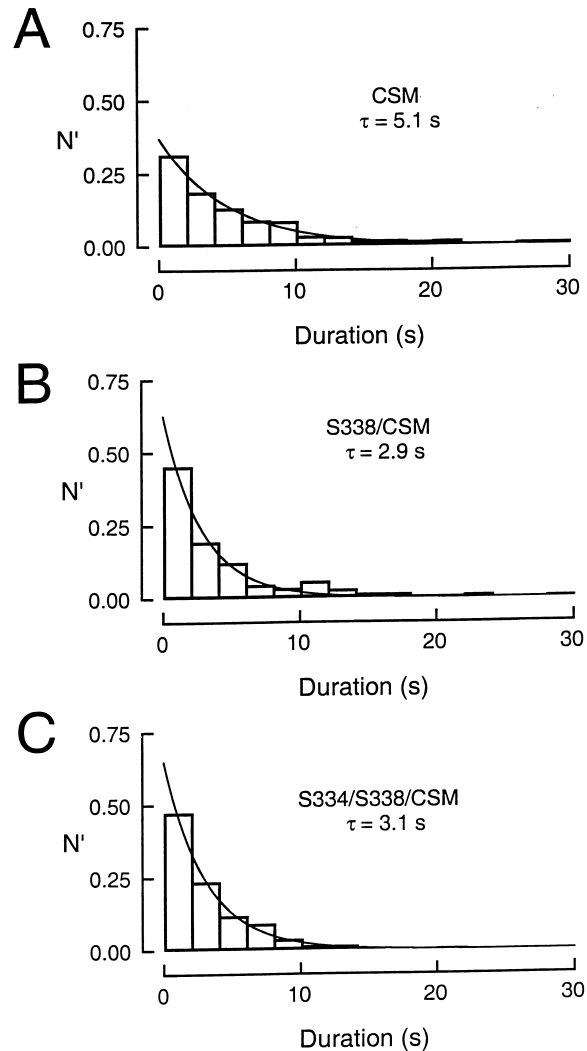 A
0.75
CSM
0.50
τ = 5.1 s
N'
0.25
0.00
0 10 20 30
Duration (s)
B
0.75
S338/CSM
0.50
τ = 2.9 s
N'
0.25
0.00
0 10 20 30
Duration (s)
C
0.75
S334/S338/CSM
0.50
τ = 3.1 s
N'
0.25
0.00
0 10 20 30
Duration (s)